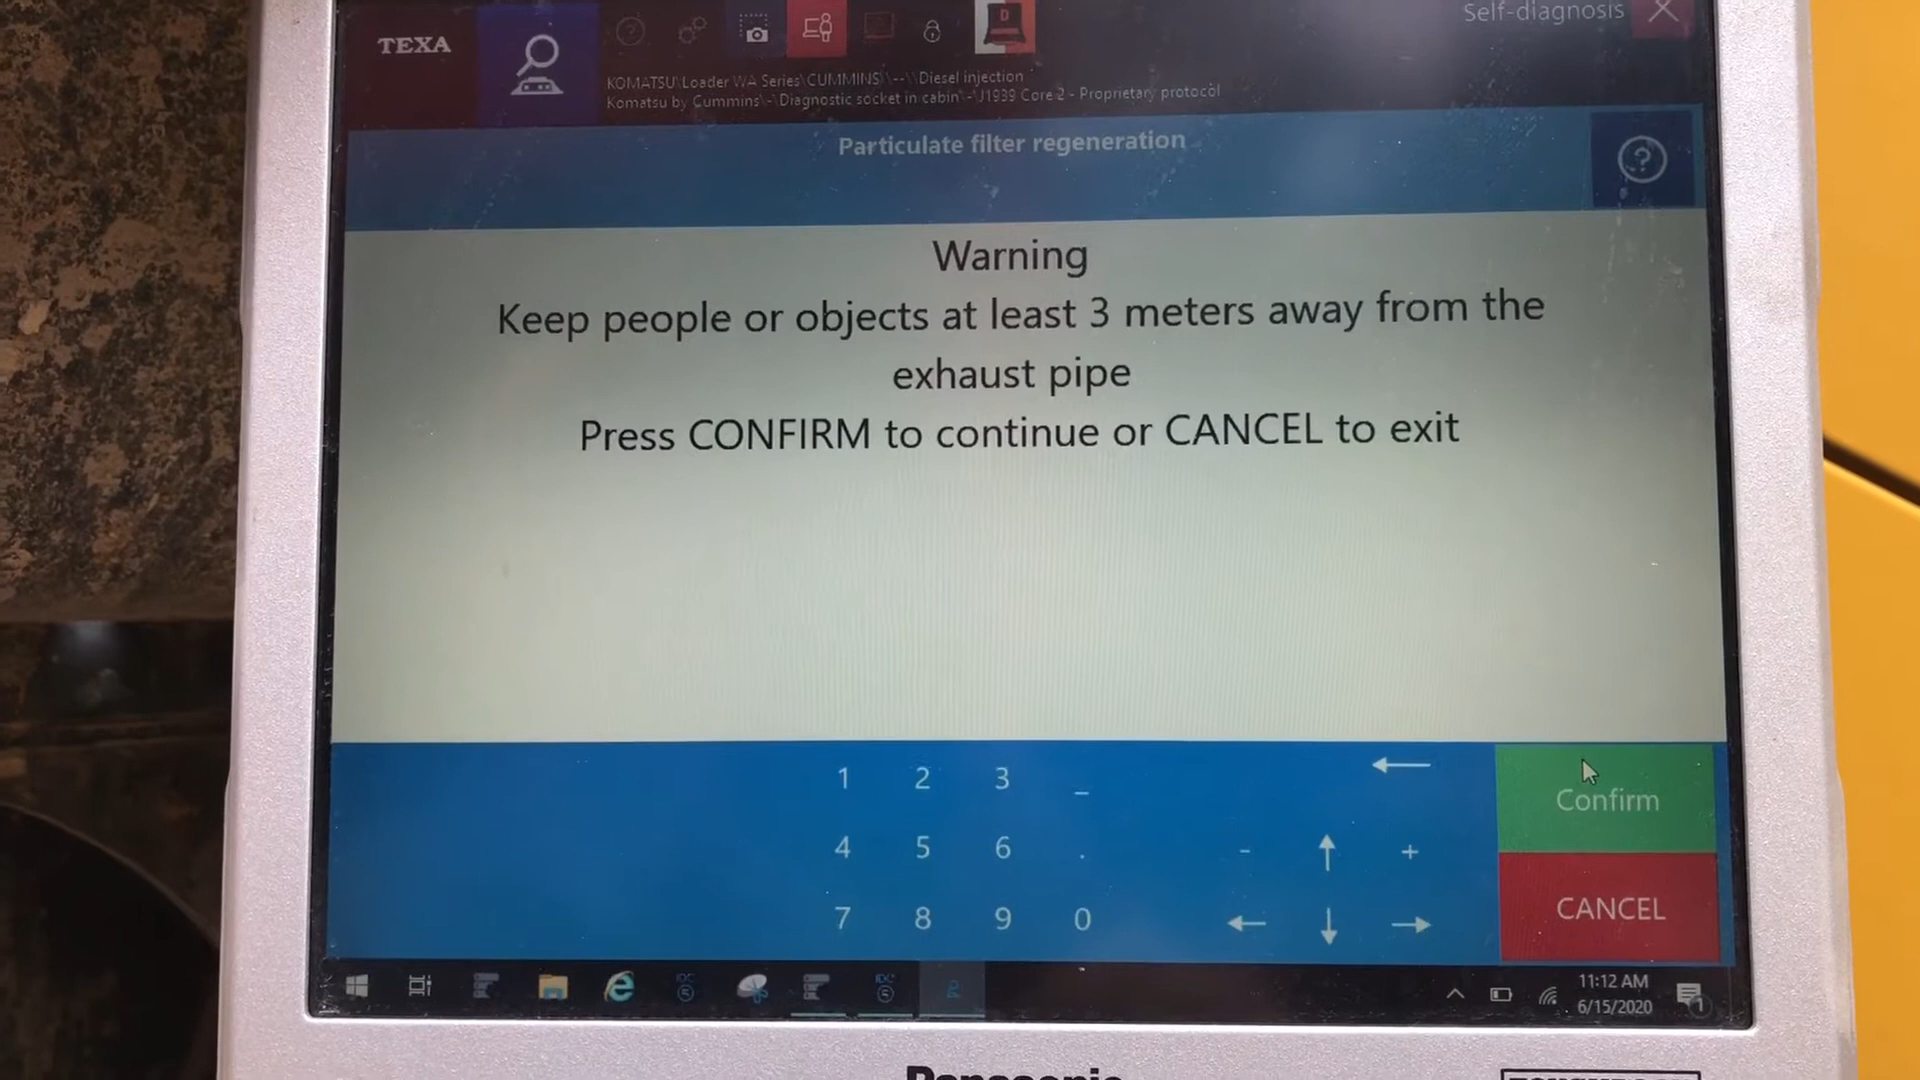 Self-diagnosis
TEXA
D
KOMATSU\Loader WA Series\CUMMINS\--\\Diesel injection
Komatsu by Cummins\-\Diagnostic socket in cabin\-\J1939 Core 2 - Proprietary protocol
Particulate filter regeneration
?
Warning
Keep people or objects at least 3 meters away from the
exhaust pipe
Press CONFIRM to continue or CANCEL to exit
1 2 3 _
Confirm
4 5 6 . - +
7 8 9 0
CANCEL
11:12 AM
6/15/2020
1
Panasonic